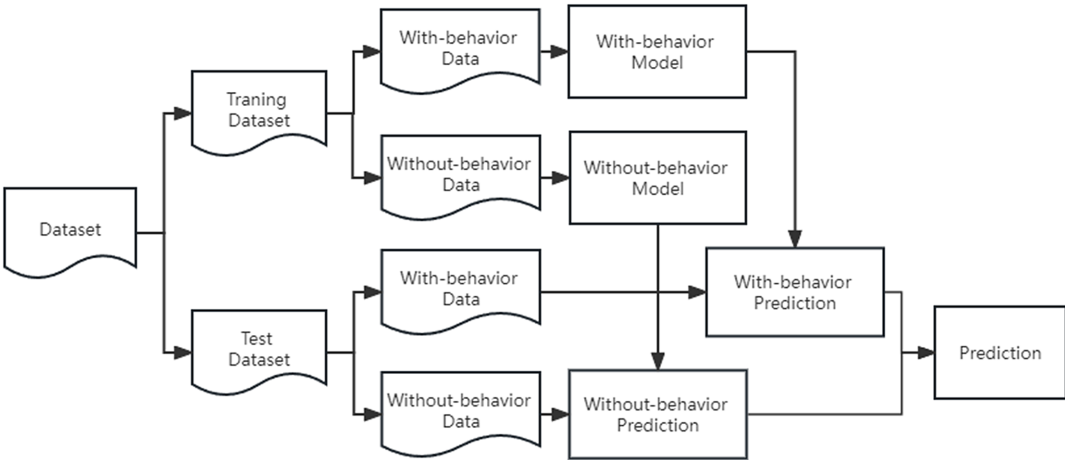 With-behavior
Data
With-behavior
Model
Traning
Dataset
Without-behavior
Data
Without-behavior
Model
Dataset
With-behavior
Data
With-behavior
Prediction
Test
Dataset
Prediction
Without-behavior
Data
Without-behavior
Prediction